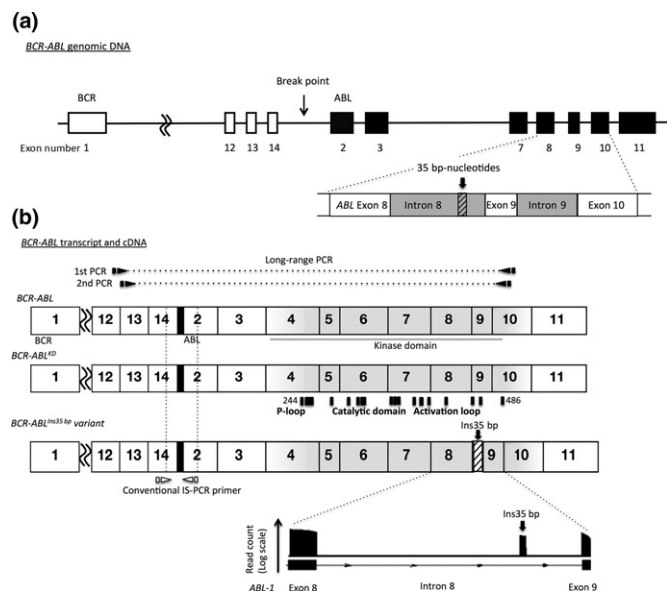 (a)
BCR-ABL genomic DNA
Break point
BCR
ABL
Exon number 1 12 13 14 2 3 7 8 9 10 11
35 bp-nucleotides
ABL Exon 8 Intron 8 Exon 9 Intron 9 Exon 10
(b)
BCR-ABL transcript and cDNA
Long-range PCR
1st PCR
2nd PCR
BCR-ABL
1 12 13 14 2 3 4 5 6 7 8 9 10 11
BCR ABL Kinase domain
BCR-ABLKD
1 12 13 14 2 3 4 5 6 7 8 9 10 11
244 486
P-loop Catalytic domain Activation loop
BCR-ABLIns35 bp variant
Ins35 bp
1 12 13 14 2 3 4 5 6 7 8 9 10 11
Conventional IS-PCR primer
Ins35 bp
Read count
(Log scale)
ABL-1 Exon 8 Intron 8 Exon 9